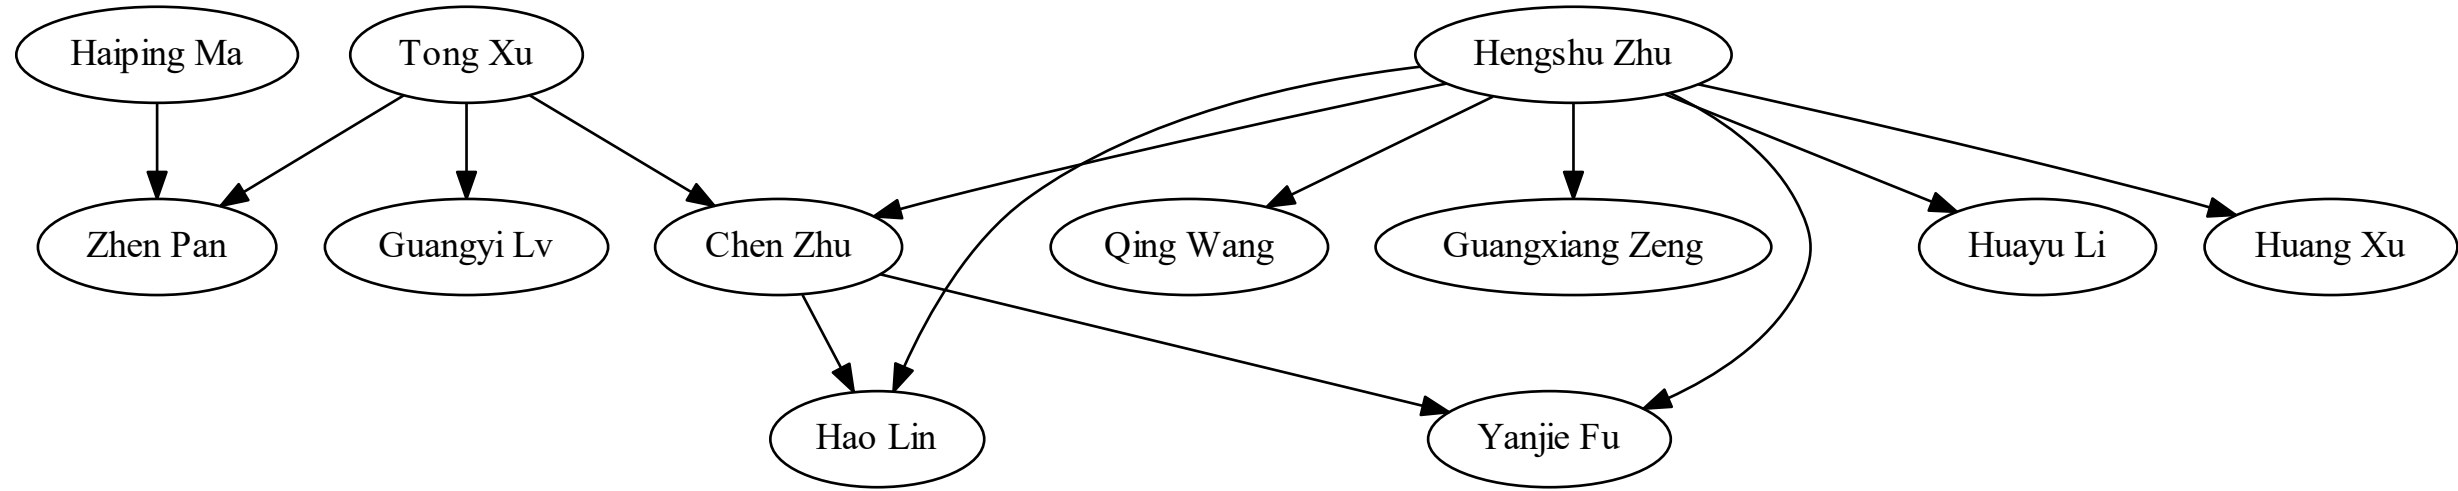 Haiping Ma
Tong Xu
Hengshu Zhu
Zhen Pan
Guangyi Lv
Chen Zhu
Qing Wang
Guangxiang Zeng
Huayu Li
Huang Xu
Hao Lin
Yanjie Fu